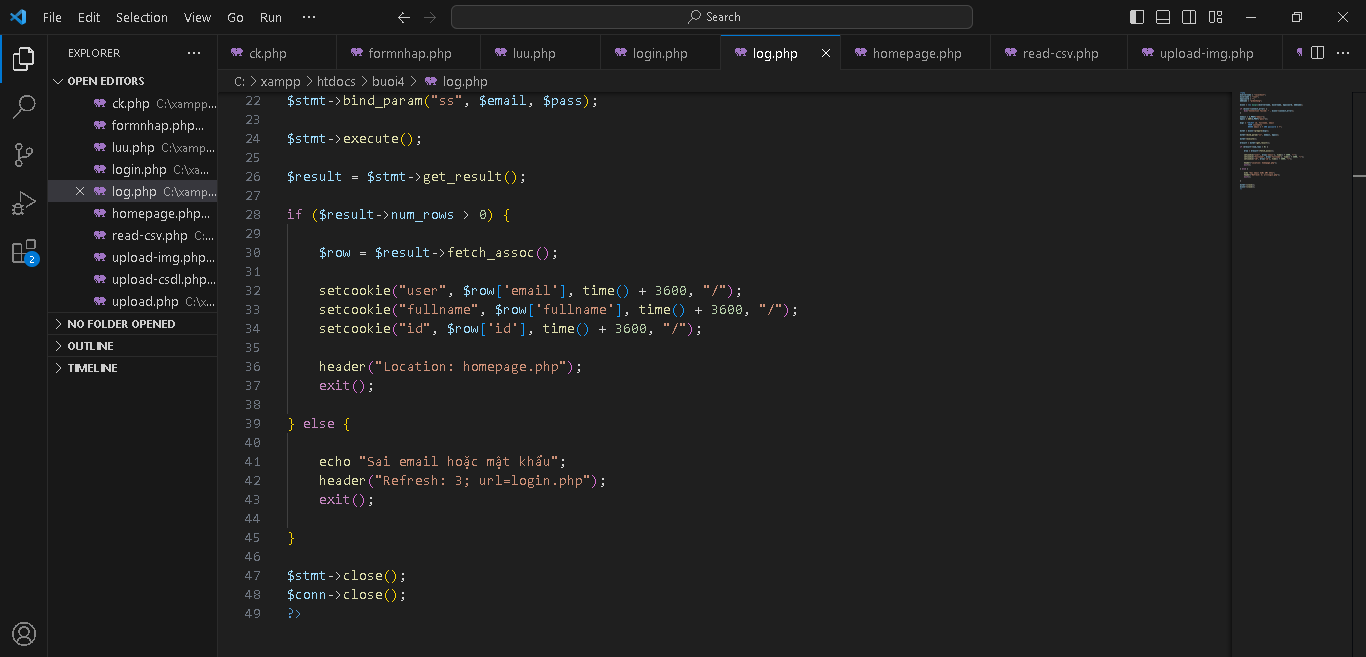 File Edit Selection View Go Run ··· Search
EXPLORER ···
OPEN EDITORS
ck.php C:\xampp...
formnhap.php...
luu.php C:\xamp...
login.php C:\xa...
log.php C:\xamp...
homepage.php...
read-csv.php C:...
upload-img.php...
upload-csdl.php...
upload.php C:\x...
NO FOLDER OPENED
OUTLINE
TIMELINE
2
ck.php formnhap.php luu.php login.php log.php homepage.php read-csv.php upload-img.php ···
C: > xampp > htdocs > buoi4 > log.php
22 $stmt->bind_param("ss", $email, $pass);
23
24 $stmt->execute();
25
26 $result = $stmt->get_result();
27
28 if ($result->num_rows > 0) {
29
30 $row = $result->fetch_assoc();
31
32 setcookie("user", $row['email'], time() + 3600, "/");
33 setcookie("fullname", $row['fullname'], time() + 3600, "/");
34 setcookie("id", $row['id'], time() + 3600, "/");
35
36 header("Location: homepage.php");
37 exit();
38
39 } else {
40
41 echo "Sai email hoặc mật khẩu";
42 header("Refresh: 3; url=login.php");
43 exit();
44
45 }
46
47 $stmt->close();
48 $conn->close();
49 ?>